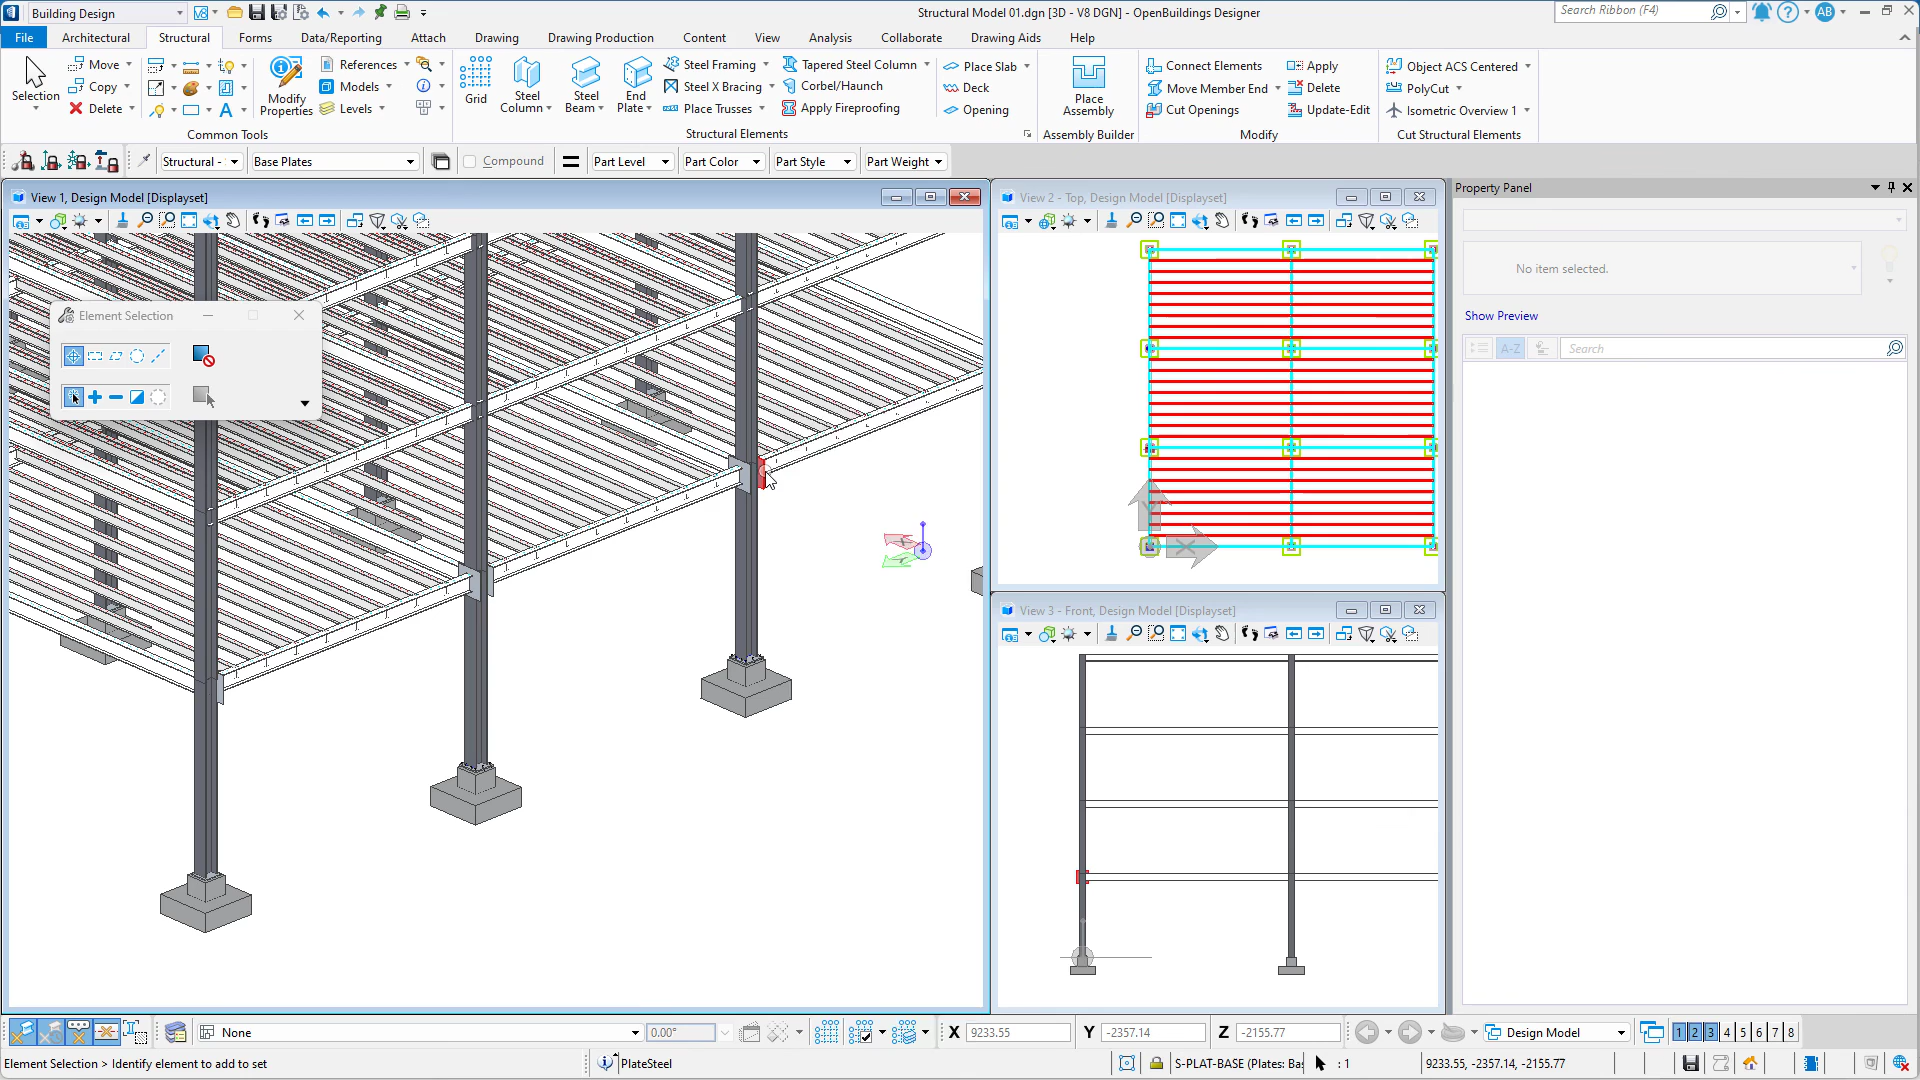 Building Design
Structural Model 01.dgn [3D - V8 DGN] - OpenBuildings Designer
Search Ribbon (F4)
AB
File
Architectural
Structural
Forms
Data/Reporting
Attach
Drawing
Drawing Production
Content
View
Analysis
Collaborate
Drawing Aids
Help
Selection
Move
Copy
Delete
Modify Properties
References
Models
Levels
Common Tools
Grid
Steel Column
Steel Beam
End Plate
Steel Framing
Steel X Bracing
Place Trusses
Tapered Steel Column
Corbel/Haunch
Apply Fireproofing
Place Slab
Deck
Opening
Structural Elements
Place Assembly
Assembly Builder
Connect Elements
Move Member End
Cut Openings
Apply
Delete
Update-Edit
Modify
Object ACS Centered
PolyCut
Isometric Overview 1
Cut Structural Elements
Structural -
Base Plates
Compound
Part Level
Part Color
Part Style
Part Weight
View 1, Design Model [Displayset]
View 2 - Top, Design Model [Displayset]
Property Panel
No item selected.
Show Preview
A-Z
Search
Element Selection
X
View 3 - Front, Design Model [Displayset]
None
0.00°
X
9233.55
Y
-2357.14
Z
-2155.77
Design Model
1 2 3 4 5 6 7 8
Element Selection > Identify element to add to set
PlateSteel
S-PLAT-BASE (Plates: Ba
: 1
9233.55, -2357.14, -2155.77